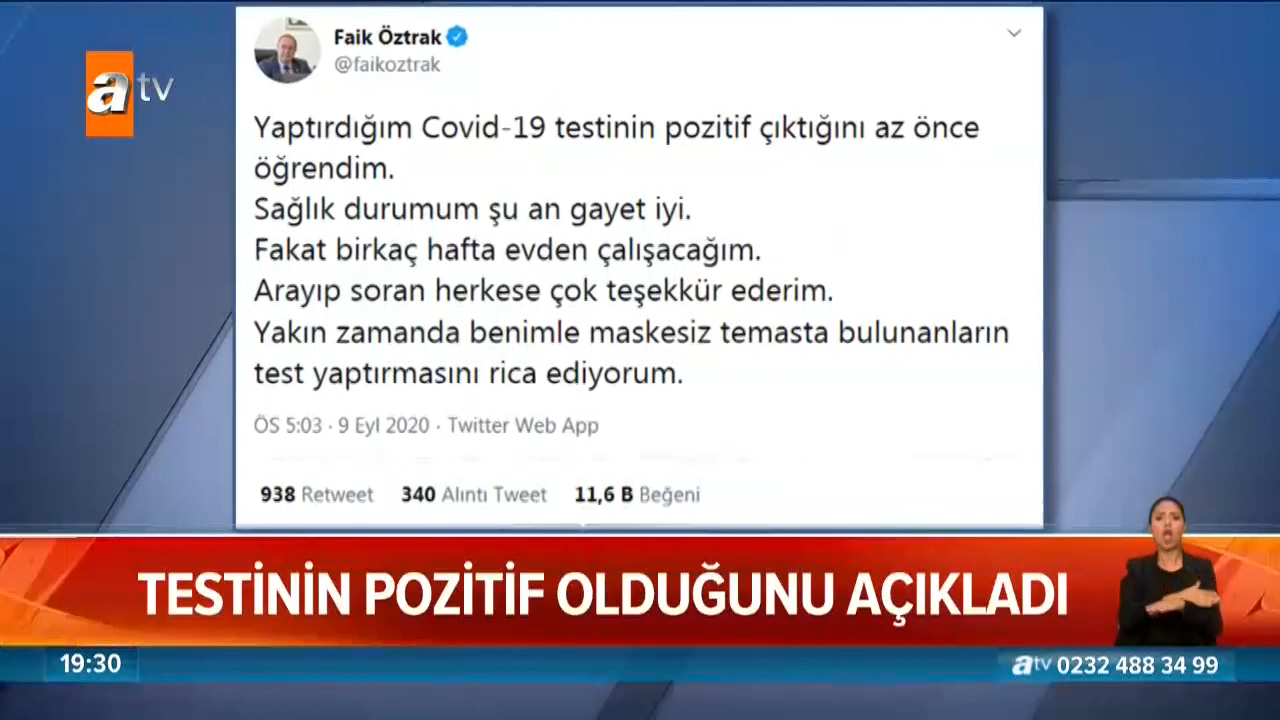 Faik Öztrak
@faikoztrak
atv
Yaptırdığım Covid-19 testinin pozitif çıktığını az önce
öğrendim.
Sağlık durumum şu an gayet iyi.
Fakat birkaç hafta evden çalışacağım.
Arayıp soran herkese çok teşekkür ederim.
Yakın zamanda benimle maskesiz temasta bulunanların
test yaptırmasını rica ediyorum.
ÖS 5:03 · 9 Eyl 2020 · Twitter Web App
938 Retweet 340 Alıntı Tweet 11,6 B Beğeni
TESTİNİN POZİTİF OLDUĞUNU AÇIKLADI
19:30
atv 0232 488 34 99